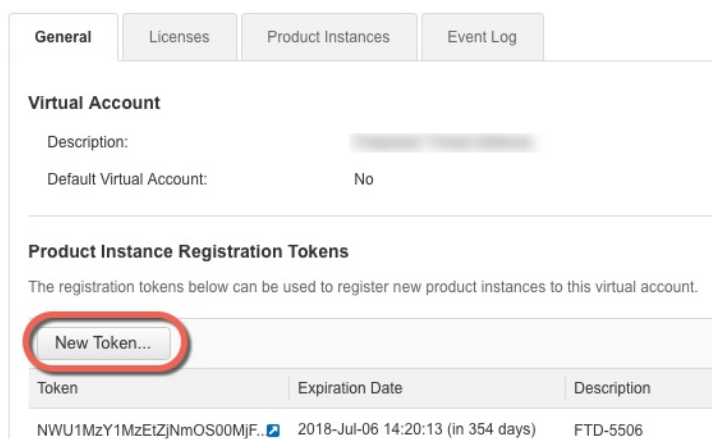 General Licenses Product Instances Event Log
Virtual Account
Description:
Default Virtual Account: No
Product Instance Registration Tokens
The registration tokens below can be used to register new product instances to this virtual account.
New Token...
Token Expiration Date Description
NWU1MzY1MzEtZjNmOS00MjF... 2018-Jul-06 14:20:13 (in 354 days) FTD-5506